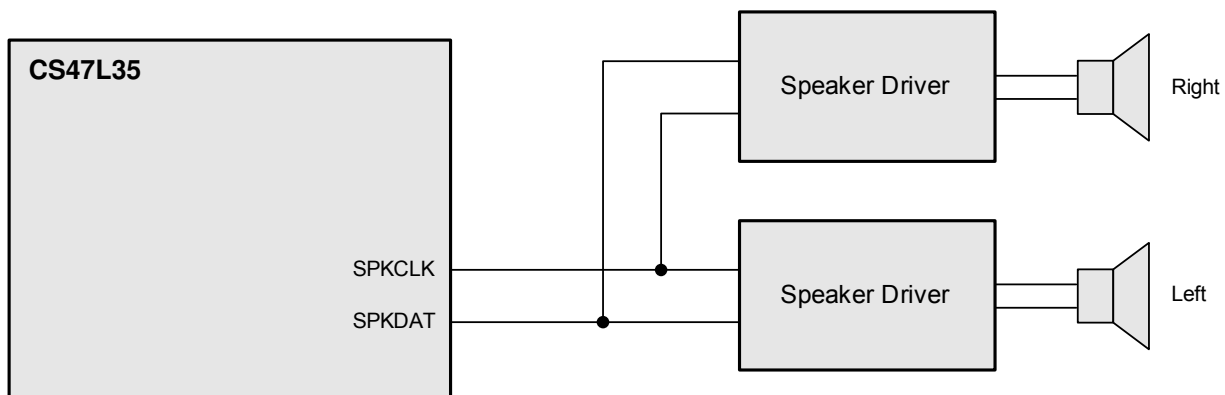 CS47L35
Speaker Driver
Right
SPKCLK
SPKDAT
Speaker Driver
Left